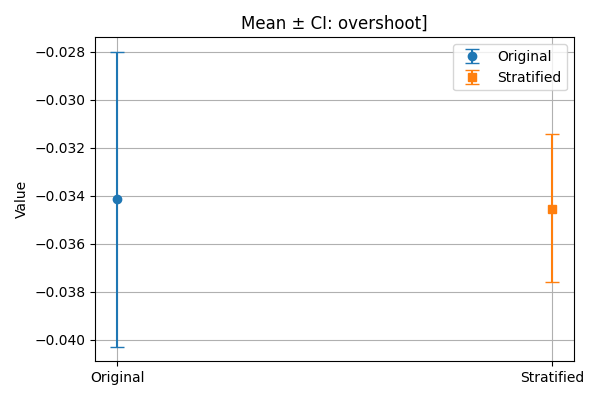 Mean ± CI: overshoot]
Original
Stratified
−0.028
−0.030
−0.032
−0.034
−0.036
−0.038
−0.040
Value
Original
Stratified